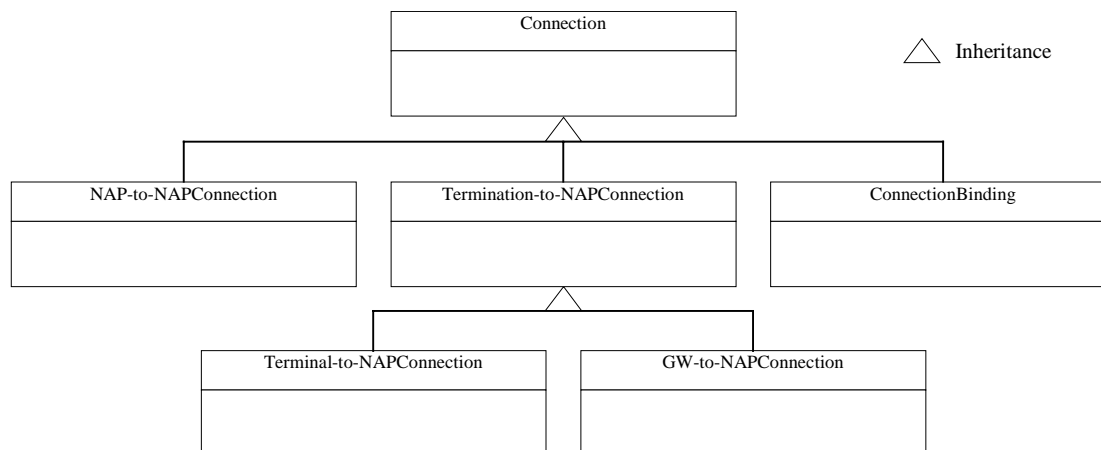 Connection
Inheritance
NAP-to-NAPConnection
Termination-to-NAPConnection
ConnectionBinding
Terminal-to-NAPConnection
GW-to-NAPConnection